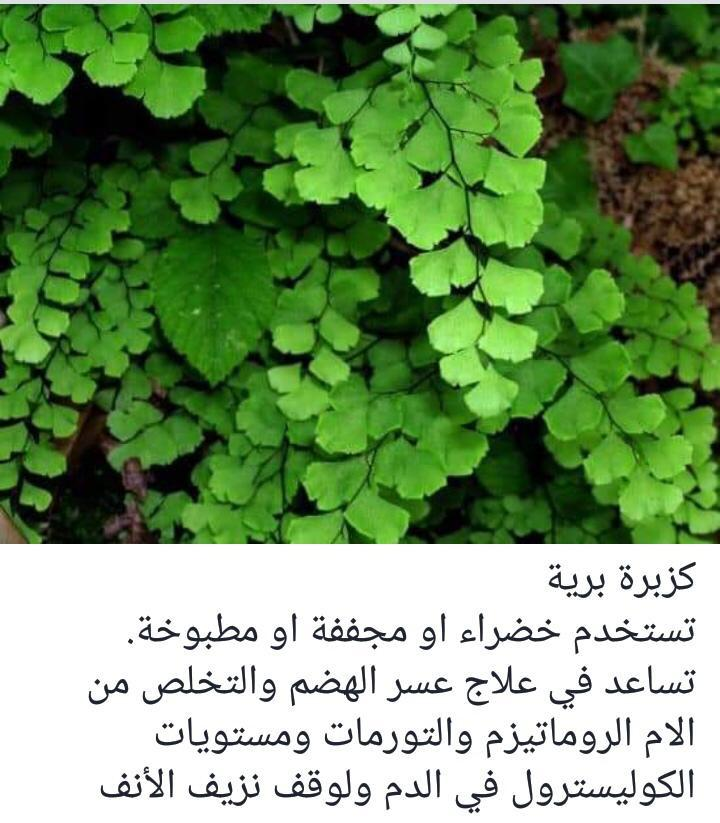 كزبرة برية
تستخدم خضراء او مجففة او مطبوخة.
تساعد في علاج عسر الهضم والتخلص من
الام الروماتيزم والتورمات ومستويات
الكوليسترول في الدم ولوقف نزيف الأنف